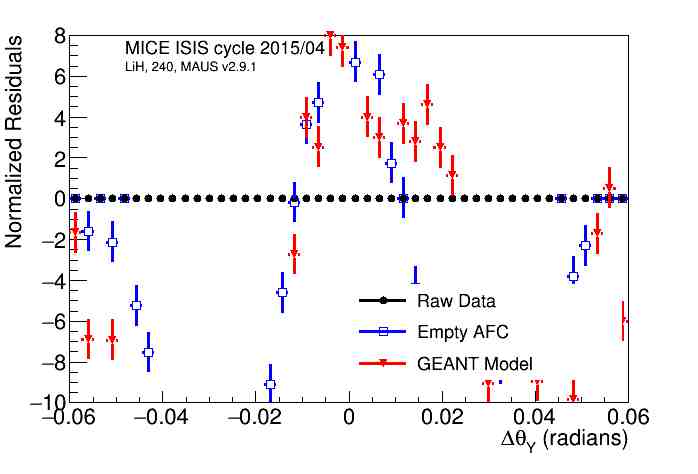 MICE ISIS cycle 2015/04
LiH, 240, MAUS v2.9.1
Normalized Residuals
8
6
4
2
0
−2
−4
−6
−8
−10
Raw Data
Empty AFC
GEANT Model
−0.06 −0.04 −0.02 0 0.02 0.04 0.06
Δθ_Y (radians)